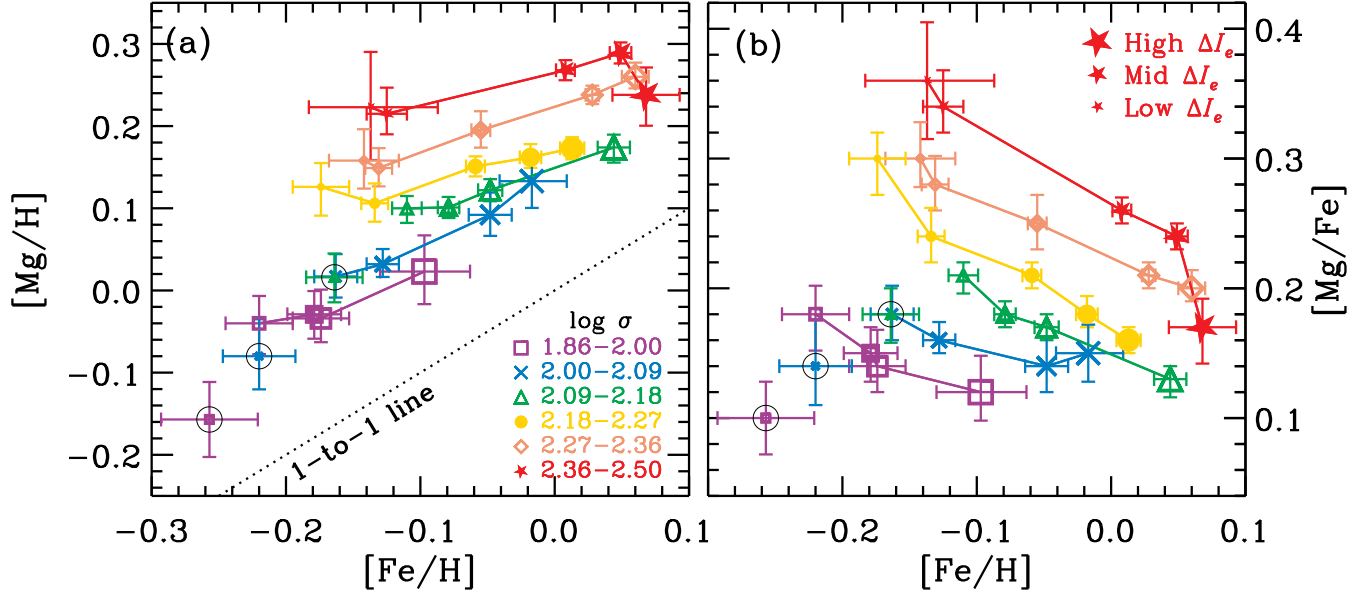 (a)
[Mg/H]
0.3
0.2
0.1
0.0
−0.1
−0.2
log σ
1.86−2.00
2.00−2.09
2.09−2.18
2.18−2.27
2.27−2.36
2.36−2.50
1−to−1 line
−0.3 −0.2 −0.1 0.0 0.1
[Fe/H]
(b)
High ΔIe
Mid ΔIe
Low ΔIe
0.4
0.3
0.2
0.1
[Mg/Fe]
−0.2 −0.1 0.0 0.1
[Fe/H]